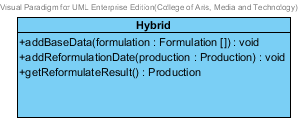 Visual Paradigm for UML Enterprise Edition(College of Arts, Media and Technology)
Hybrid
+addBaseData(formulation : Formulation []) : void
+addReformulationDate(production : Production) : void
+getReformulateResult() : Production